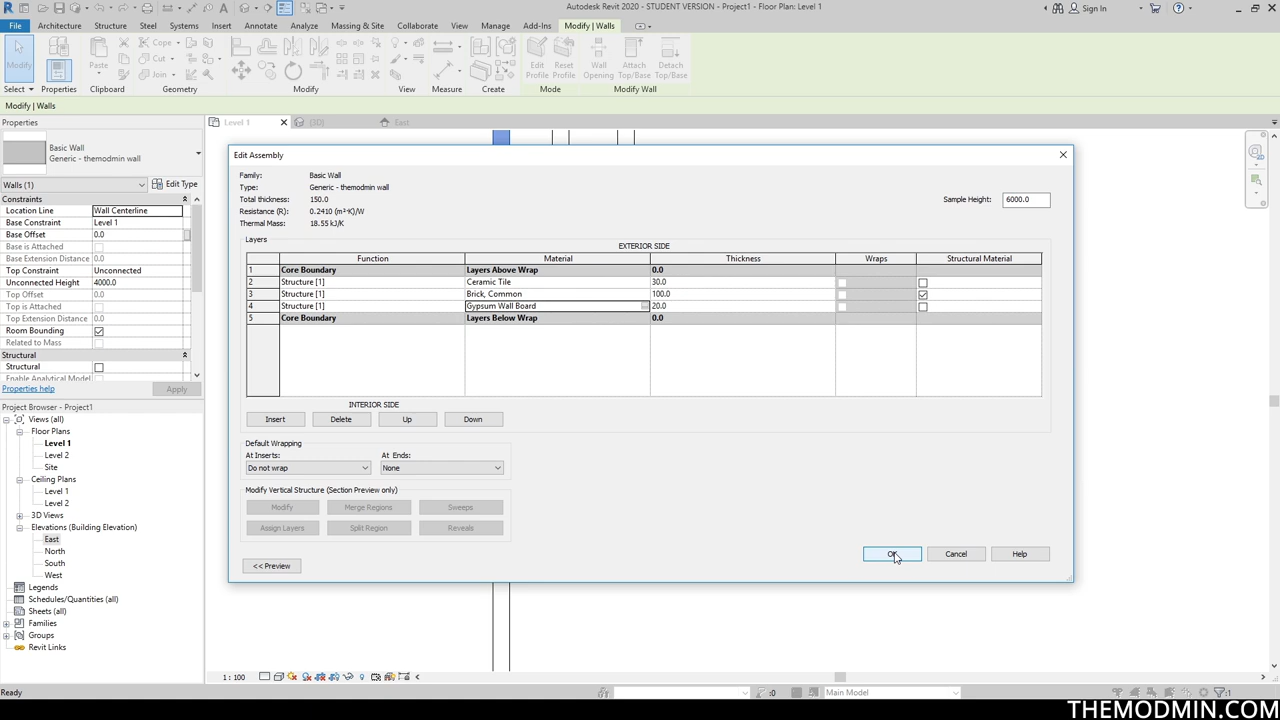 Autodesk Revit 2020 - STUDENT VERSION - Project1 - Floor Plan: Level 1
Sign In
File Architecture Structure Steel Systems Insert Annotate Analyze Massing & Site Collaborate View Manage Add-Ins Modify | Walls
Modify Properties Paste Cope Cut Join Edit Profile Reset Profile Wall Opening Attach Top/Base Detach Top/Base
Select Properties Clipboard Geometry Modify View Measure Create Mode Modify Wall
Modify | Walls
Properties
Level 1 {3D} East
Basic Wall
Generic - themodmin wall
Walls (1) Edit Type
Constraints
Location Line Wall Centerline
Base Constraint Level 1
Base Offset 0.0
Base is Attached
Base Extension Distance 0.0
Top Constraint Unconnected
Unconnected Height 4000.0
Top Offset 0.0
Top is Attached
Top Extension Distance 0.0
Room Bounding
Related to Mass
Structural
Structural
Enable Analytical Model
Properties help Apply
Project Browser - Project1
Views (all)
Floor Plans
Level 1
Level 2
Site
Ceiling Plans
Level 1
Level 2
3D Views
Elevations (Building Elevation)
East
North
South
West
Legends
Schedules/Quantities (all)
Sheets (all)
Families
Groups
Revit Links
Edit Assembly
Family: Basic Wall
Type: Generic - themodmin wall
Total thickness: 150.0 Sample Height: 6000.0
Resistance (R): 0.2410 (m²·K)/W
Thermal Mass: 18.55 kJ/K
Layers
EXTERIOR SIDE
Function Material Thickness Wraps Structural Material
1 Core Boundary Layers Above Wrap 0.0
2 Structure [1] Ceramic Tile 30.0
3 Structure [1] Brick, Common 100.0
4 Structure [1] Gypsum Wall Board 20.0
5 Core Boundary Layers Below Wrap 0.0
INTERIOR SIDE
Insert Delete Up Down
Default Wrapping
At Inserts: At Ends:
Do not wrap None
Modify Vertical Structure (Section Preview only)
Modify Merge Regions Sweeps
Assign Layers Split Region Reveals
<< Preview OK Cancel Help
1 : 100
Ready :0 Main Model :1
THEMODMIN.COM